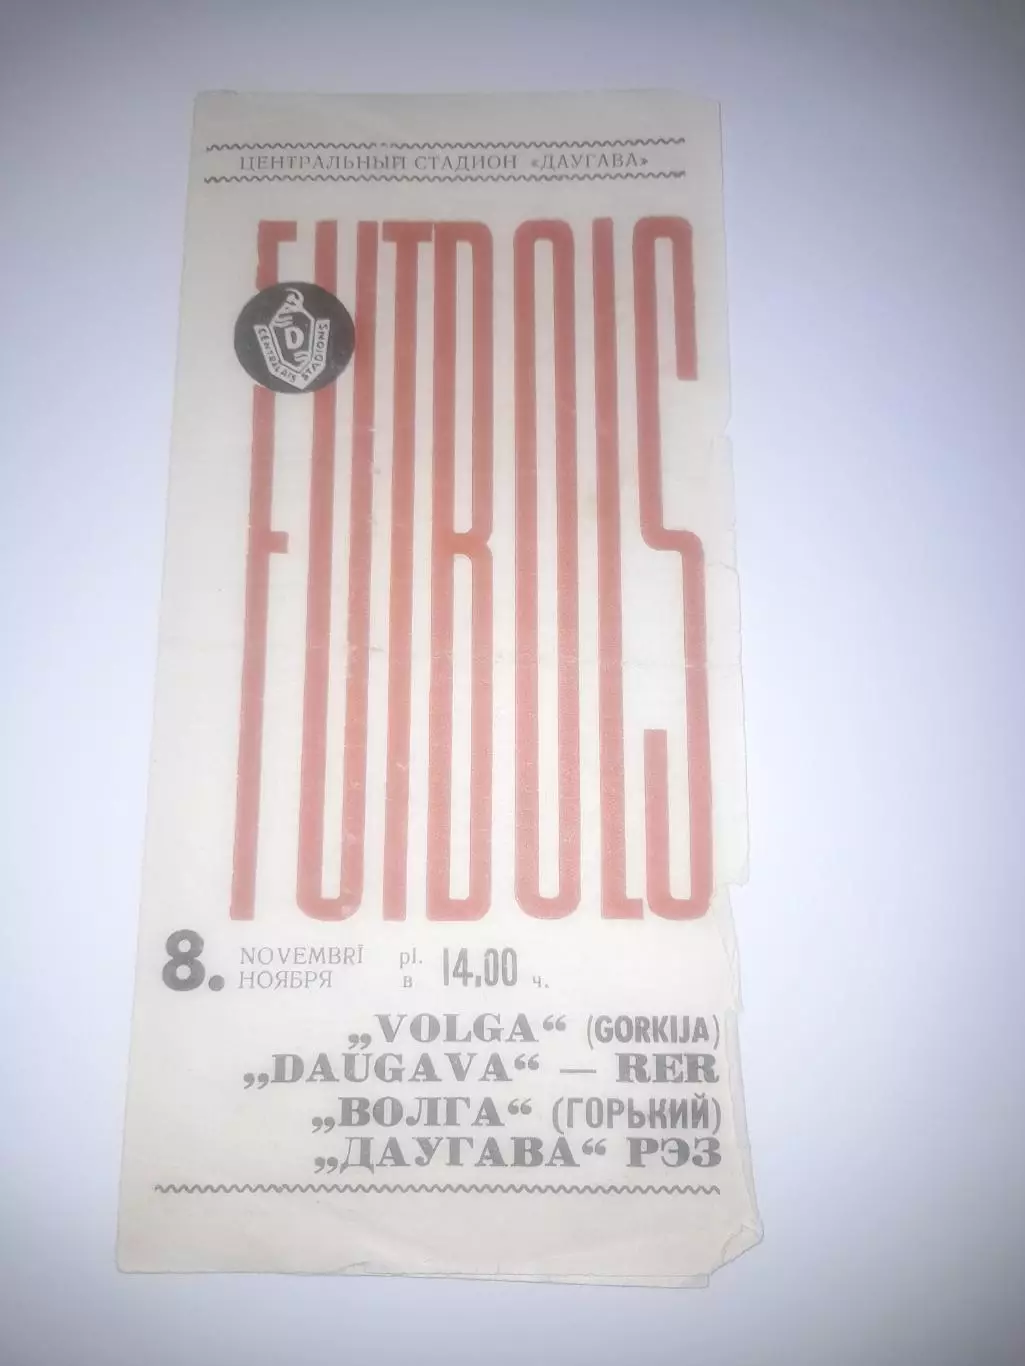 ЦЕНТРАЛЬНЫЙ СТАДИОН «ДАУГАВА»
FUTBOLS
D S
CENTRALAIS STADIONS
8. NOVEMBRĪ pl. 14,00
НОЯБРЯ в ч.
„VOLGA“ (GORKIJA)
„DAUGAVA“ — RER
„ВОЛГА“ (ГОРЬКИЙ)
„ДАУГАВА“ РЭЗ